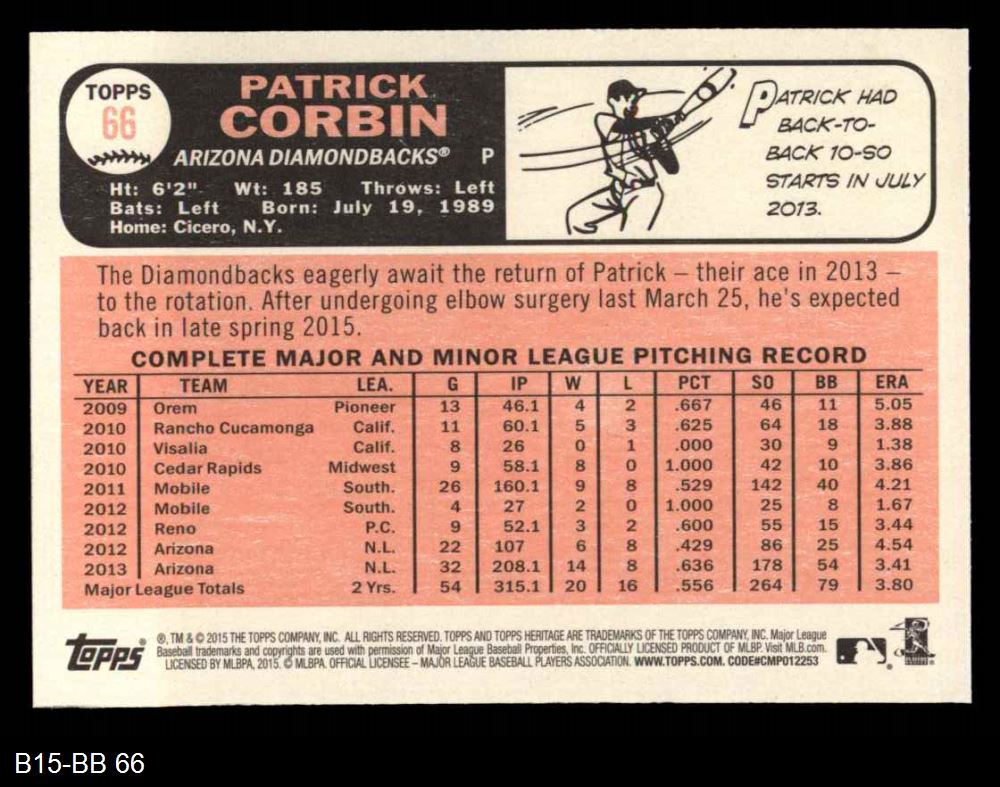 TOPPS
66
PATRICK
CORBIN
ARIZONA DIAMONDBACKS® P
Ht: 6'2" Wt: 185 Throws: Left
Bats: Left Born: July 19, 1989
Home: Cicero, N.Y.
PATRICK HAD
BACK-TO-
BACK 10-SO
STARTS IN JULY
2013.
The Diamondbacks eagerly await the return of Patrick – their ace in 2013 –
to the rotation. After undergoing elbow surgery last March 25, he's expected
back in late spring 2015.
COMPLETE MAJOR AND MINOR LEAGUE PITCHING RECORD
YEAR TEAM LEA. G IP W L PCT SO BB ERA
2009 Orem Pioneer 13 46.1 4 2 .667 46 11 5.05
2010 Rancho Cucamonga Calif. 11 60.1 5 3 .625 64 18 3.88
2010 Visalia Calif. 8 26 0 1 .000 30 9 1.38
2010 Cedar Rapids Midwest 9 58.1 8 0 1.000 42 10 3.86
2011 Mobile South. 26 160.1 9 8 .529 142 40 4.21
2012 Mobile South. 4 27 2 0 1.000 25 8 1.67
2012 Reno P.C. 9 52.1 3 2 .600 55 15 3.44
2012 Arizona N.L. 22 107 6 8 .429 86 25 4.54
2013 Arizona N.L. 32 208.1 14 8 .636 178 54 3.41
Major League Totals 2 Yrs. 54 315.1 20 16 .556 264 79 3.80
Topps®
®, TM & © 2015 THE TOPPS COMPANY, INC. ALL RIGHTS RESERVED. TOPPS AND TOPPS HERITAGE ARE TRADEMARKS OF THE TOPPS COMPANY, INC. Major League
Baseball trademarks and copyrights are used with permission of Major League Baseball Properties, Inc. OFFICIALLY LICENSED PRODUCT OF MLBP. Visit MLB.com.
LICENSED BY MLBPA, 2015. © MLBPA. OFFICIAL LICENSEE – MAJOR LEAGUE BASEBALL PLAYERS ASSOCIATION. WWW.TOPPS.COM. CODE#CMP012253
B15-BB 66